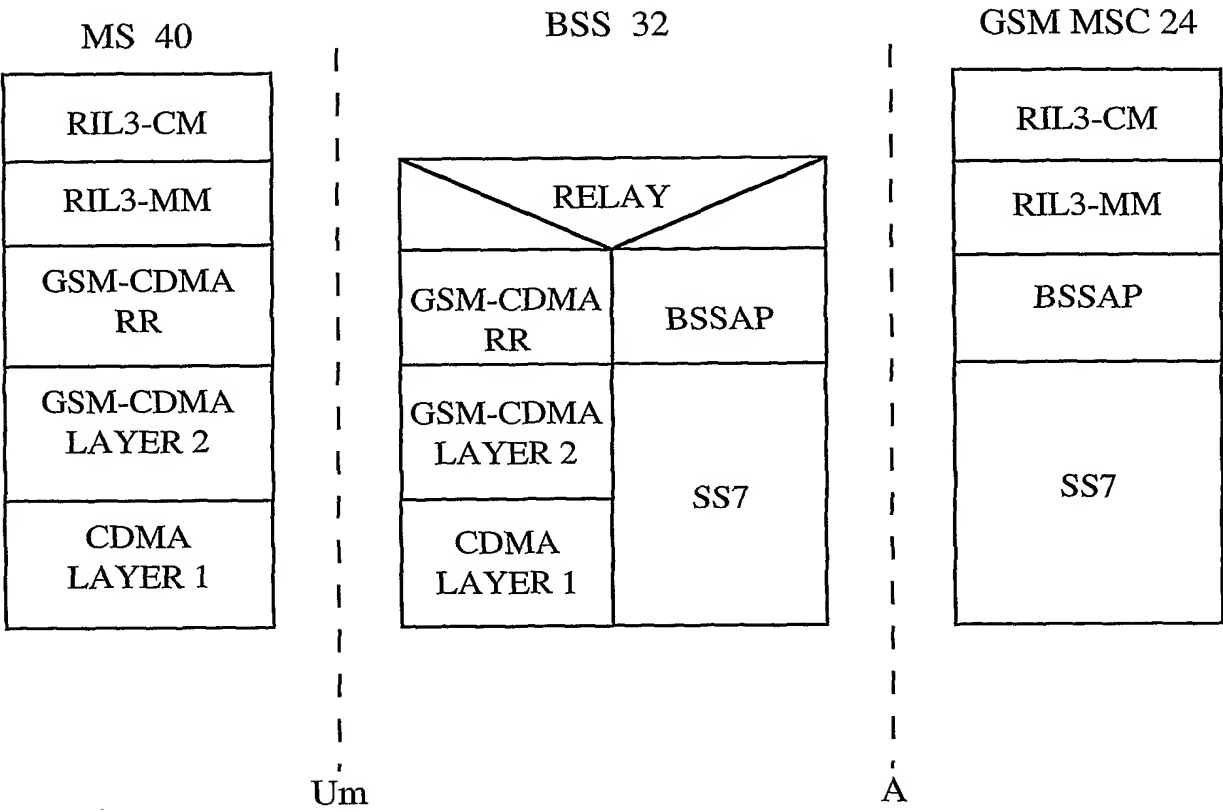 MS 40
BSS 32
GSM MSC 24
RIL3-CM
RIL3-MM
GSM-CDMA
RR
GSM-CDMA
LAYER 2
CDMA
LAYER 1
RELAY
GSM-CDMA
RR
BSSAP
GSM-CDMA
LAYER 2
SS7
CDMA
LAYER 1
RIL3-CM
RIL3-MM
BSSAP
SS7
Um
A